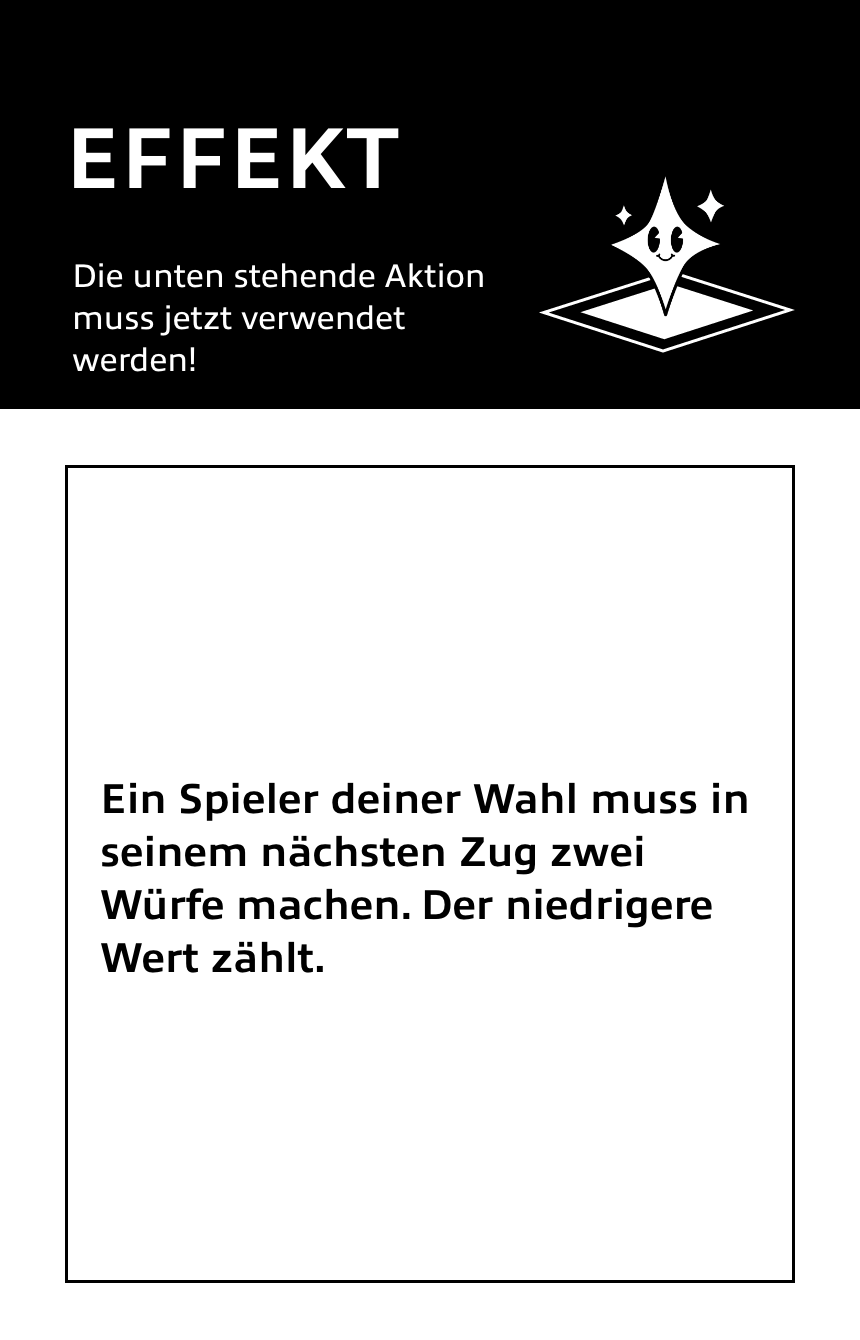 EFFEKT
Die unten stehende Aktion
muss jetzt verwendet
werden!
Ein Spieler deiner Wahl muss in
seinem nächsten Zug zwei
Würfe machen. Der niedrigere
Wert zählt.